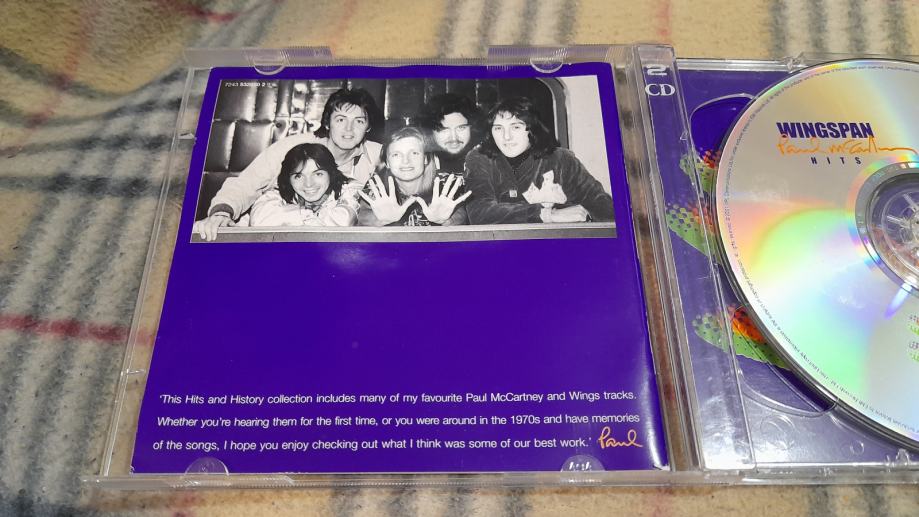 2
CD
WINGSPAN
Paul McCartney
HITS
'This Hits and History collection includes many of my favourite Paul McCartney and Wings tracks.
Whether you're hearing them for the first time, or you were around in the 1970s and have memories
of the songs, I hope you enjoy checking out what I think was some of our best work.' Paul